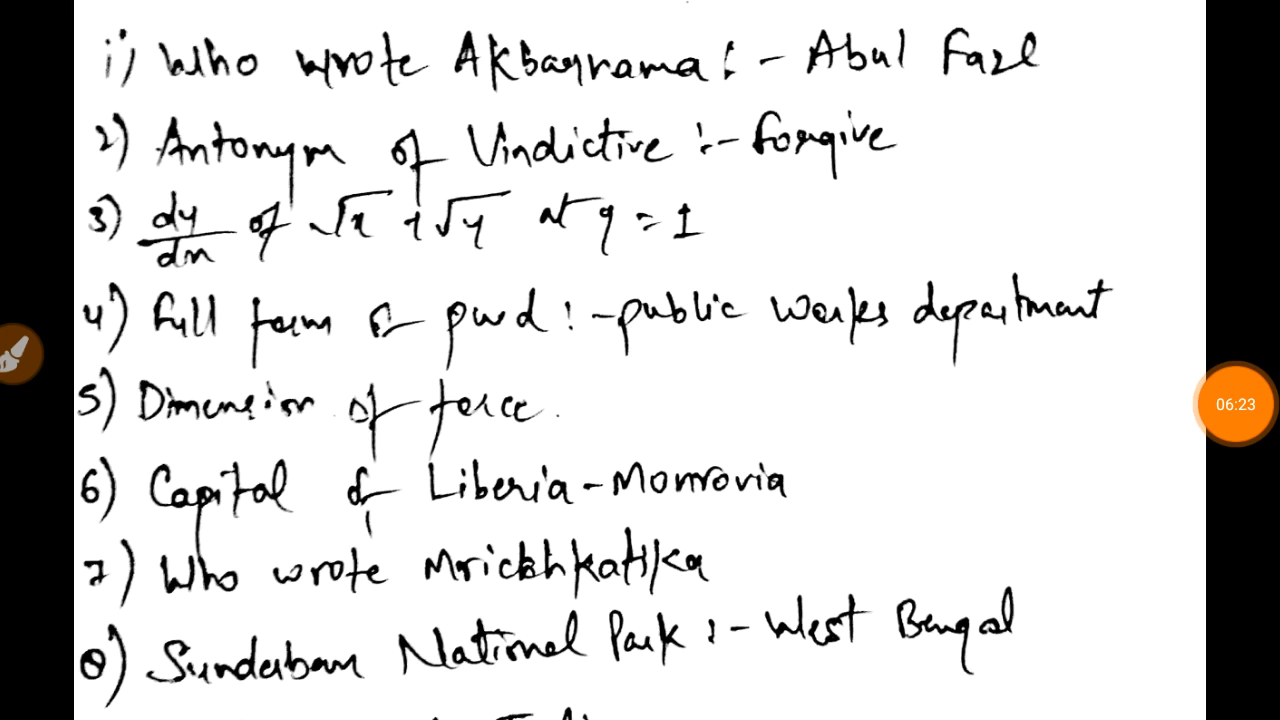 1) Who wrote Akbarnama :- Abul Fazl
2) Antonym of Vindictive :- Forgive
3) dy/dx of √x + √y at y = 1
4) Full form of pwd :- public works department
5) Dimension of force.
6) Capital of Liberia - Monrovia
7) Who wrote Mricchkatika
8) Sundarban National Park :- West Bengal
06:23